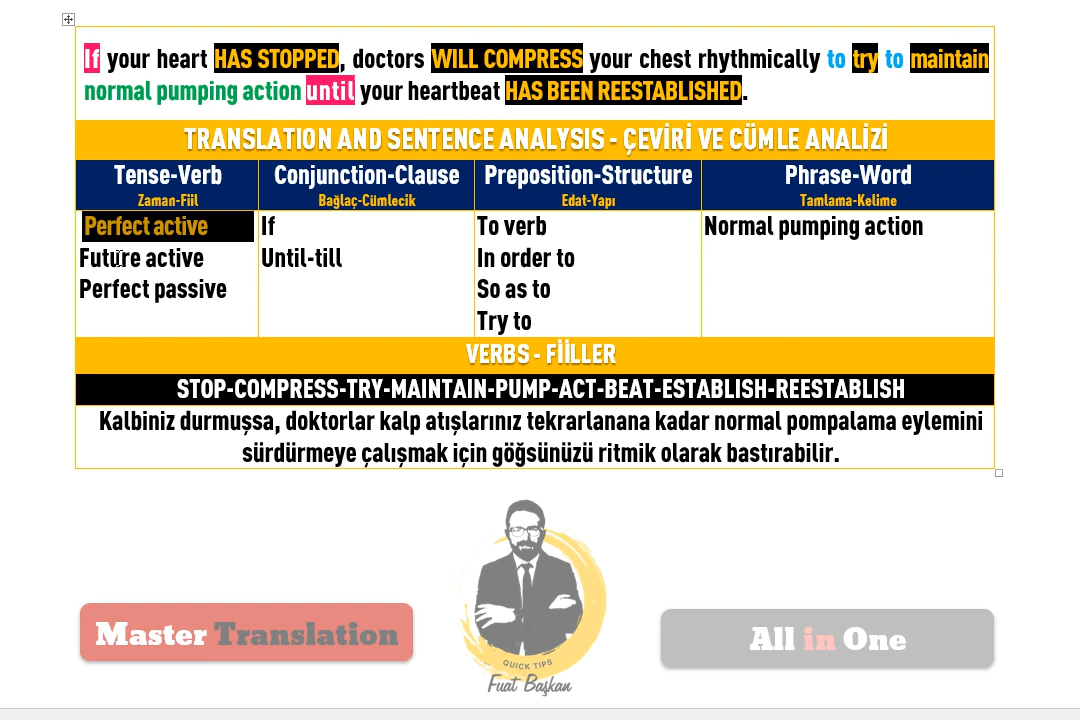 If your heart HAS STOPPED, doctors WILL COMPRESS your chest rhythmically to try to maintain
normal pumping action until your heartbeat HAS BEEN REESTABLISHED.
TRANSLATION AND SENTENCE ANALYSIS - ÇEVİRİ VE CÜMLE ANALİZİ
Tense-Verb
Zaman-Fiil
Conjunction-Clause
Bağlaç-Cümlecik
Preposition-Structure
Edat-Yapı
Phrase-Word
Tamlama-Kelime
Perfect active
Future active
Perfect passive
If
Until-till
To verb
In order to
So as to
Try to
Normal pumping action
VERBS - FİİLLER
STOP-COMPRESS-TRY-MAINTAIN-PUMP-ACT-BEAT-ESTABLISH-REESTABLISH
Kalbiniz durmuşsa, doktorlar kalp atışlarınız tekrarlanana kadar normal pompalama eylemini
sürdürmeye çalışmak için göğsünüzü ritmik olarak bastırabilir.
Master Translation
QUICK TIPS
Fuat Başkan
All in One